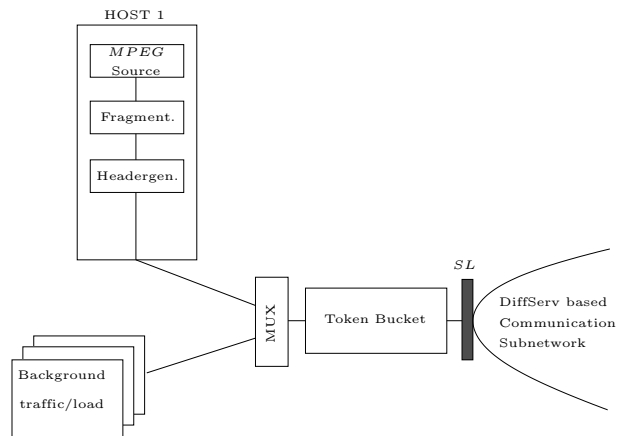 HOST 1
MPEG
Source
Fragment.
Headergen.
SL
MUX
Token Bucket
DiffServ based
Communication
Subnetwork
Background
traffic/load